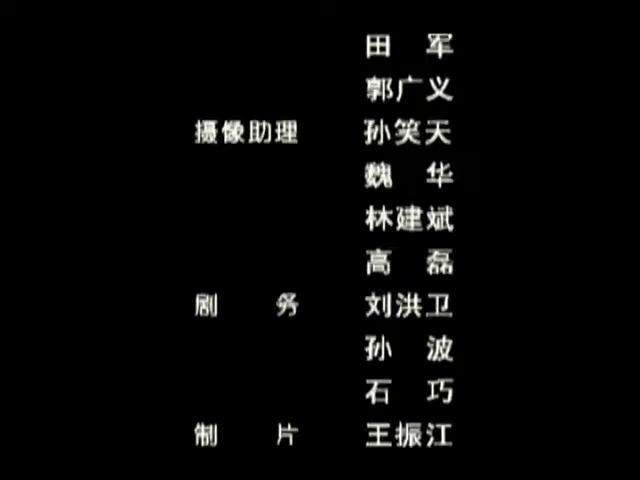 田 军
郭广义
摄像助理 孙笑天
魏 华
林建斌
高 磊
剧 务 刘洪卫
孙 波
石 巧
制 片 王振江